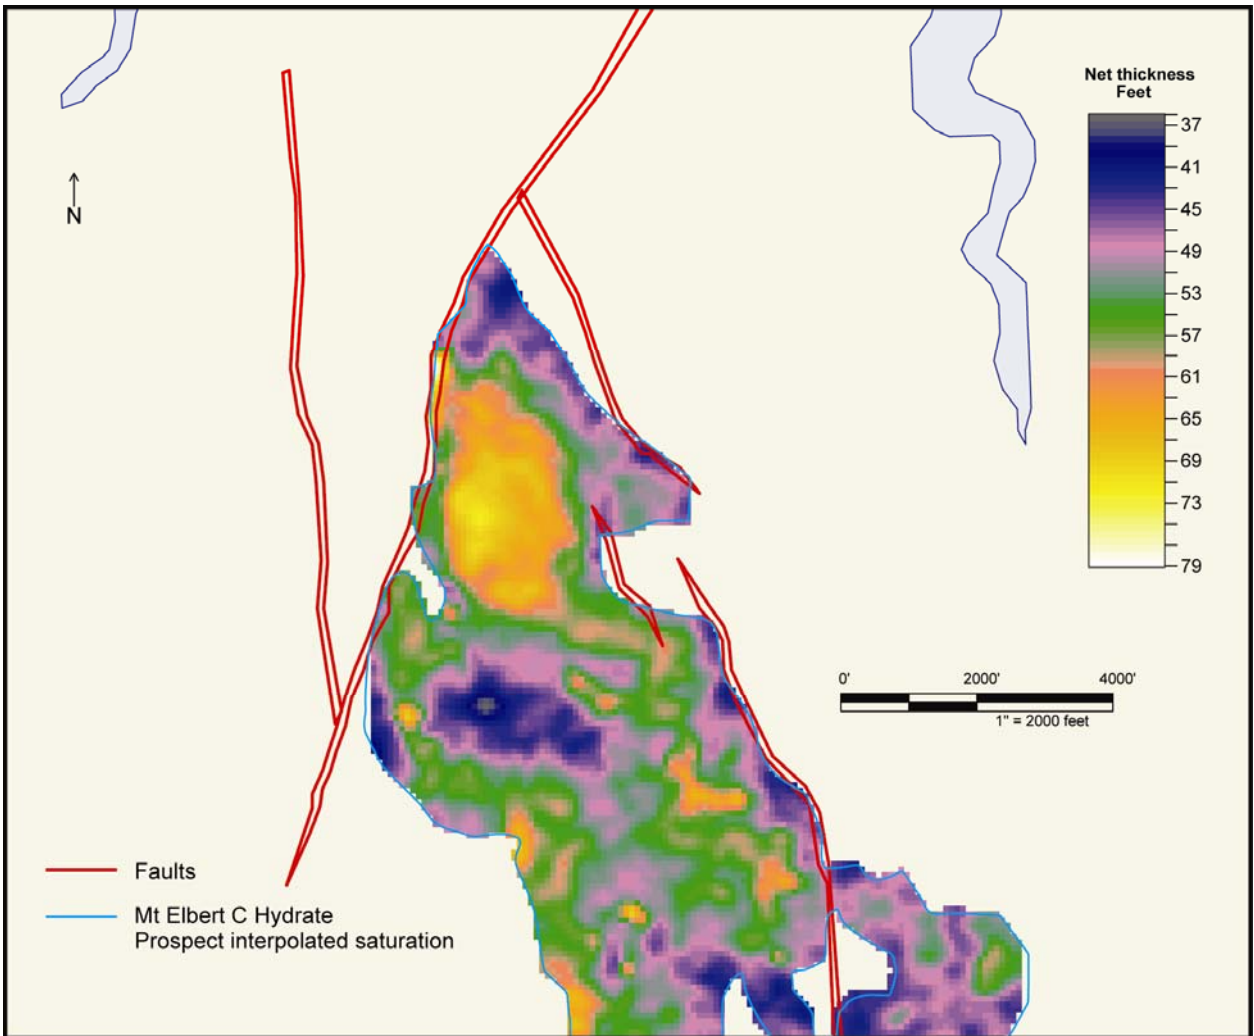 Net thickness
Feet
37
41
45
49
53
57
61
65
69
73
79
N
0' 2000' 4000'
1" = 2000 feet
Faults
Mt Elbert C Hydrate
Prospect interpolated saturation